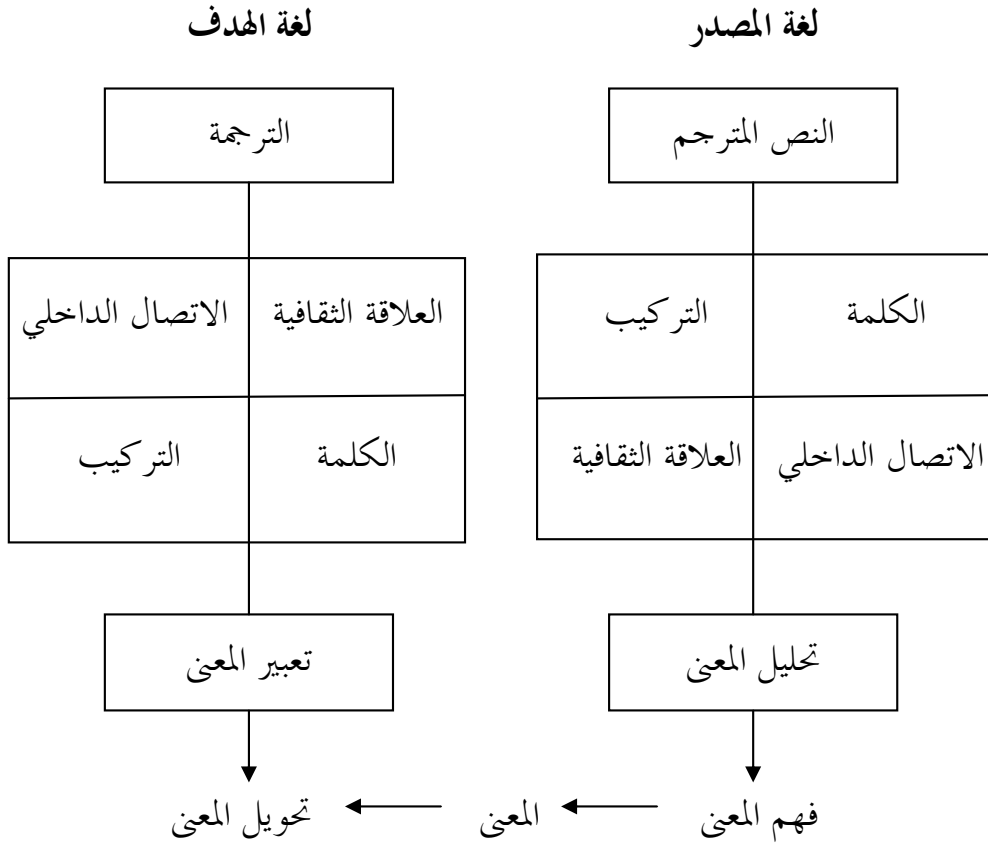 لغة المصدر لغة الهدف
النص المترجم الترجمة
الكلمة التركيب العلاقة الثقافية الاتصال الداخلي
الاتصال الداخلي العلاقة الثقافية الكلمة التركيب
تحليل المعنى تعبير المعنى
فهم المعنى المعنى تحويل المعنى